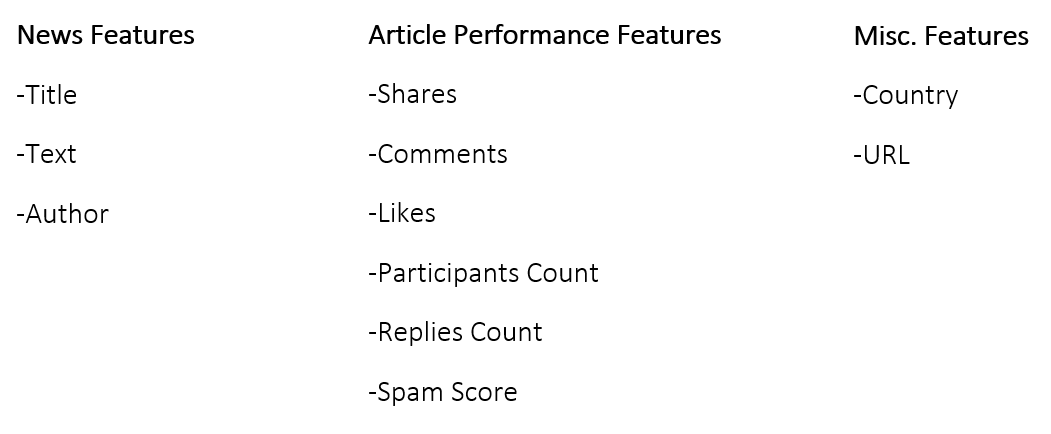 News Features
-Title
-Text
-Author
Article Performance Features
-Shares
-Comments
-Likes
-Participants Count
-Replies Count
-Spam Score
Misc. Features
-Country
-URL